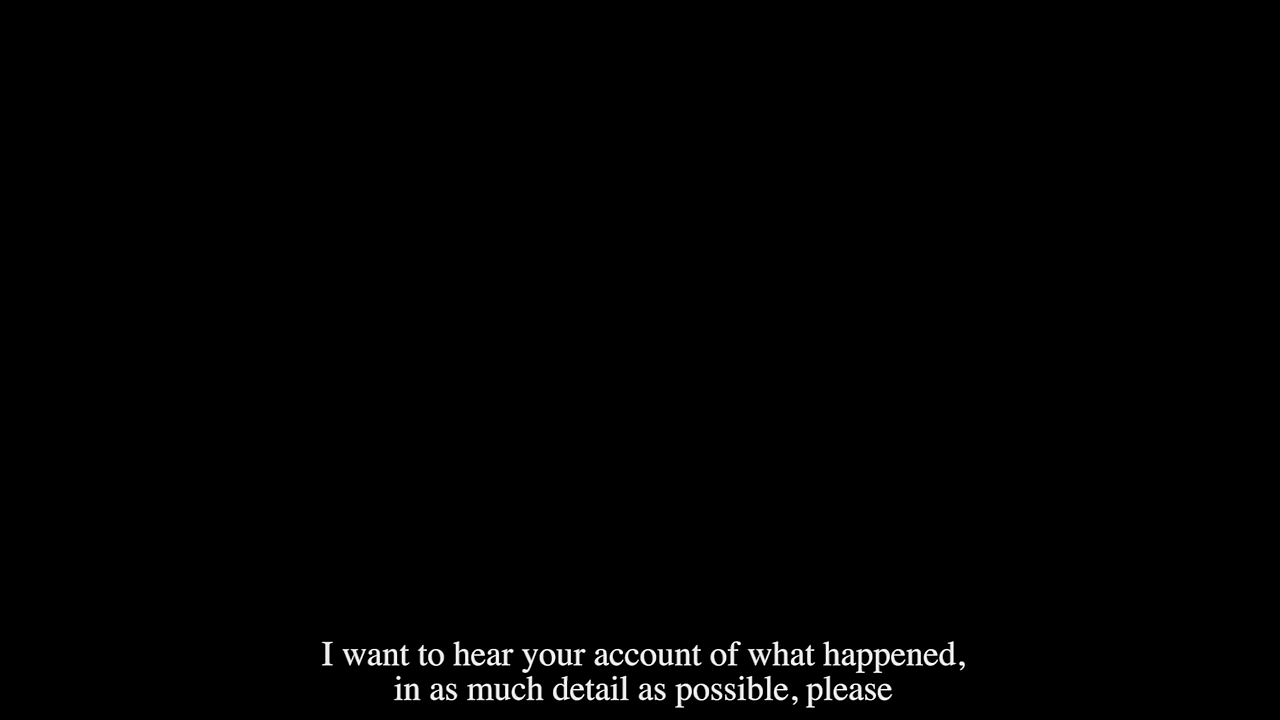 I want to hear your account of what happened,
in as much detail as possible, please